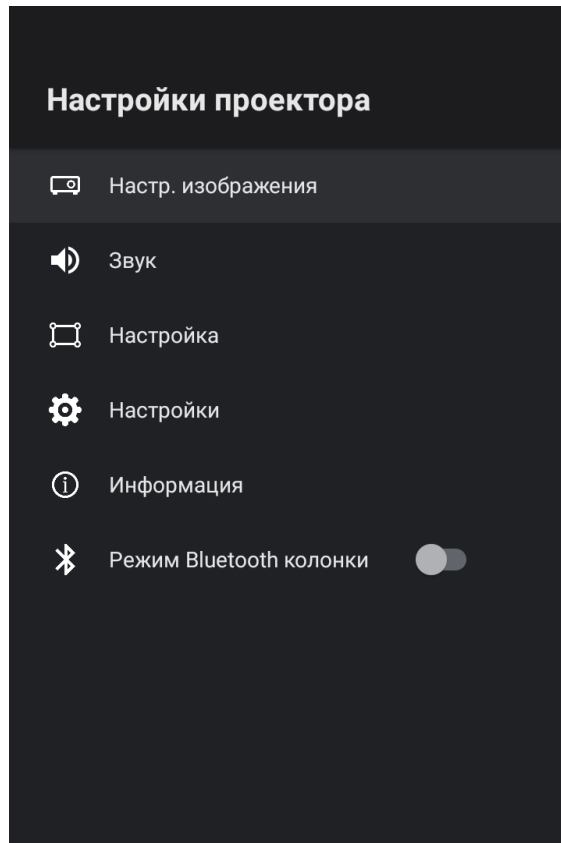 Настройки проектора
Настр. изображения
Звук
Настройка
Настройки
Информация
Режим Bluetooth колонки